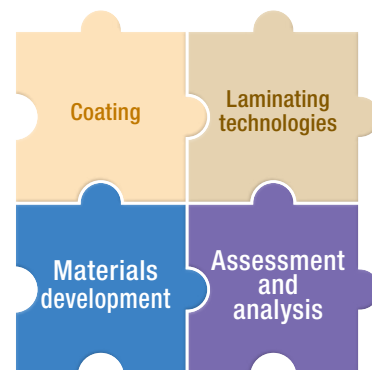 Coating
Laminating
technologies
Materials
development
Assessment
and
analysis